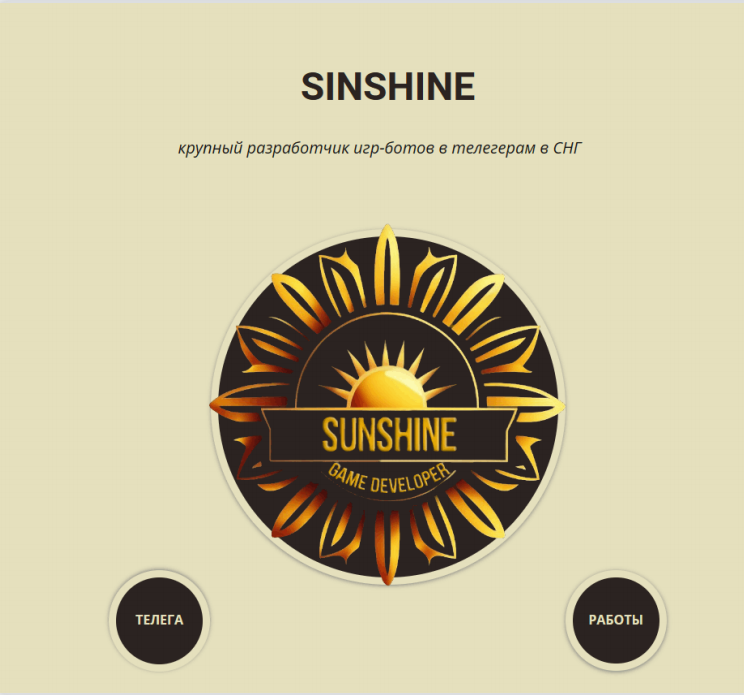 SINSHINE
крупный разработчик игр-ботов в телегерам в СНГ
SUNSHINE
GAME DEVELOPER
ТЕЛЕГА
РАБОТЫ